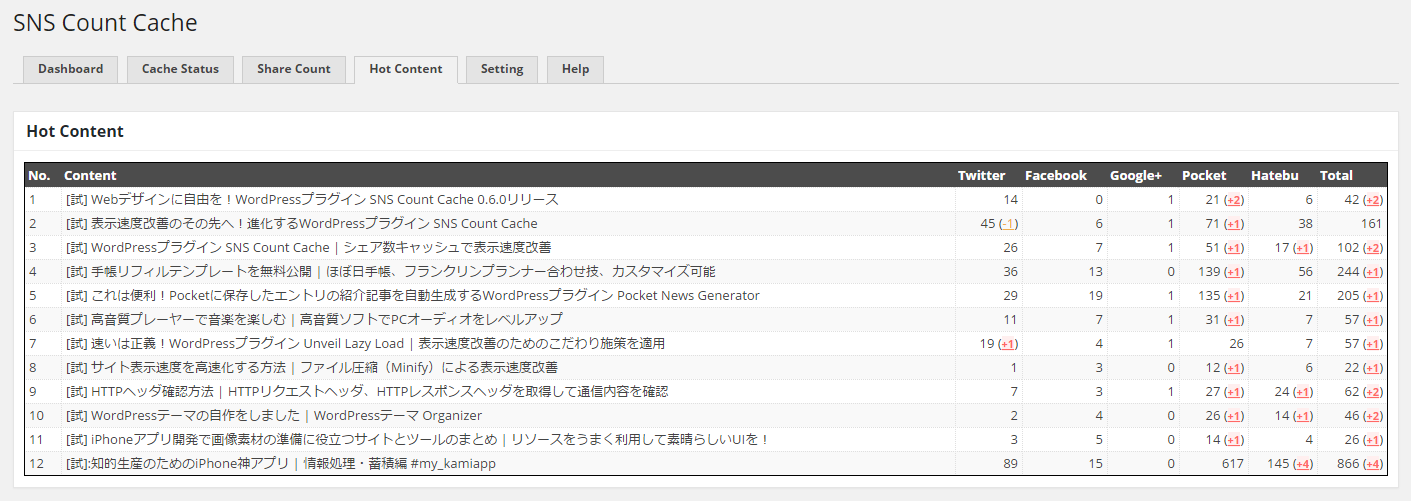 SNS Count Cache
Dashboard Cache Status Share Count Hot Content Setting Help
Hot Content
No. Content Twitter Facebook Google+ Pocket Hatebu Total
1 [試] Webデザインに自由を！WordPressプラグイン SNS Count Cache 0.6.0リリース 14 0 1 21 (+2) 6 42 (+2)
2 [試] 表示速度改善のその先へ！進化するWordPressプラグイン SNS Count Cache 45 (-1) 6 1 71 (+1) 38 161
3 [試] WordPressプラグイン SNS Count Cache | シェア数キャッシュで表示速度改善 26 7 1 51 (+1) 17 (+1) 102 (+2)
4 [試] 手帳リフィルテンプレートを無料公開 | ほぼ日手帳、フランクリンプランナー合わせ技、カスタマイズ可能 36 13 0 139 (+1) 56 244 (+1)
5 [試] これは便利！Pocketに保存したエントリの紹介記事を自動生成するWordPressプラグイン Pocket News Generator 29 19 1 135 (+1) 21 205 (+1)
6 [試] 高音質プレーヤーで音楽を楽しむ | 高音質ソフトでPCオーディオをレベルアップ 11 7 1 31 (+1) 7 57 (+1)
7 [試] 速いは正義！WordPressプラグイン Unveil Lazy Load | 表示速度改善のためのこだわり施策を適用 19 (+1) 4 1 26 7 57 (+1)
8 [試] サイト表示速度を高速化する方法 | ファイル圧縮（Minify）による表示速度改善 1 3 0 12 (+1) 6 22 (+1)
9 [試] HTTPヘッダ確認方法 | HTTPリクエストヘッダ、HTTPレスポンスヘッダを取得して通信内容を確認 7 3 1 27 (+1) 24 (+1) 62 (+2)
10 [試] WordPressテーマの自作をしました | WordPressテーマ Organizer 2 4 0 26 (+1) 14 (+1) 46 (+2)
11 [試] iPhoneアプリ開発で画像素材の準備に役立つサイトとツールのまとめ | リソースをうまく利用して素晴らしいUIを！ 3 5 0 14 (+1) 4 26 (+1)
12 [試]:知的生産のためのiPhone神アプリ | 情報処理・蓄積編 #my_kamiapp 89 15 0 617 145 (+4) 866 (+4)